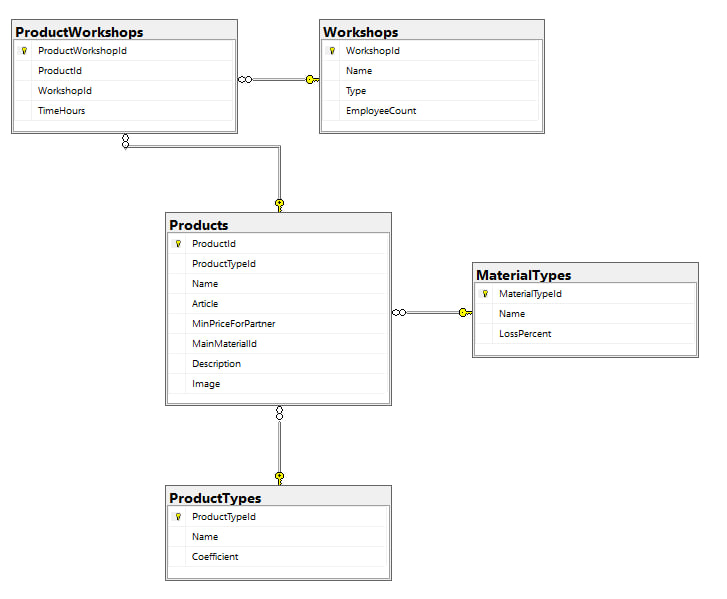 ProductWorkshops
ProductWorkshopId
ProductId
WorkshopId
TimeHours
Workshops
WorkshopId
Name
Type
EmployeeCount
Products
ProductId
ProductTypeId
Name
Article
MinPriceForPartner
MainMaterialId
Description
Image
MaterialTypes
MaterialTypeId
Name
LossPercent
ProductTypes
ProductTypeId
Name
Coefficient